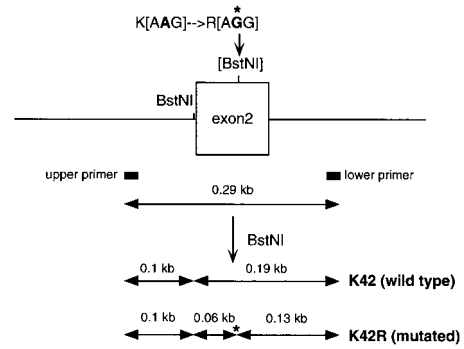 *
K[AAG]-->R[AGG]
[BstNI}
BstNI
exon2
upper primer
lower primer
0.29 kb
BstNI
0.1 kb 0.19 kb K42 (wild type)
0.1 kb 0.06 kb * 0.13 kb K42R (mutated)